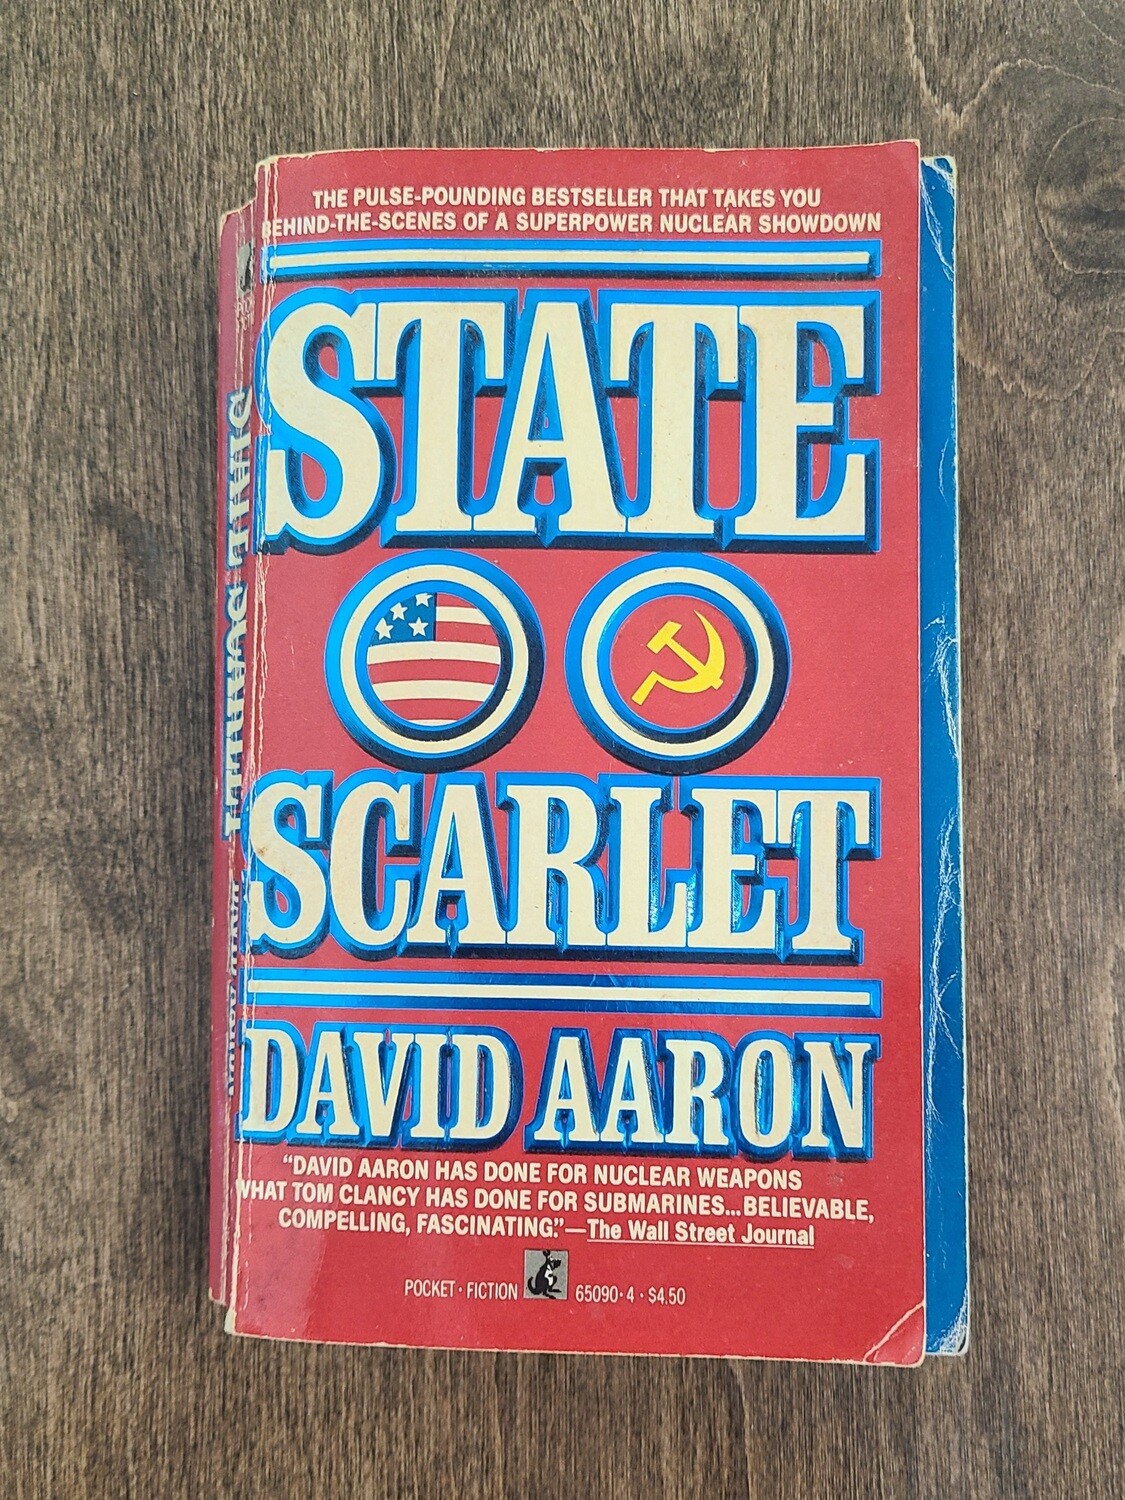 THE PULSE-POUNDING BESTSELLER THAT TAKES YOU
BEHIND-THE-SCENES OF A SUPERPOWER NUCLEAR SHOWDOWN
STATE
SCARLET
DAVID AARON
"DAVID AARON HAS DONE FOR NUCLEAR WEAPONS
WHAT TOM CLANCY HAS DONE FOR SUBMARINES... BELIEVABLE,
COMPELLING, FASCINATING."—The Wall Street Journal
POCKET · FICTION 65090·4 · $4.50
STATE SCARLET